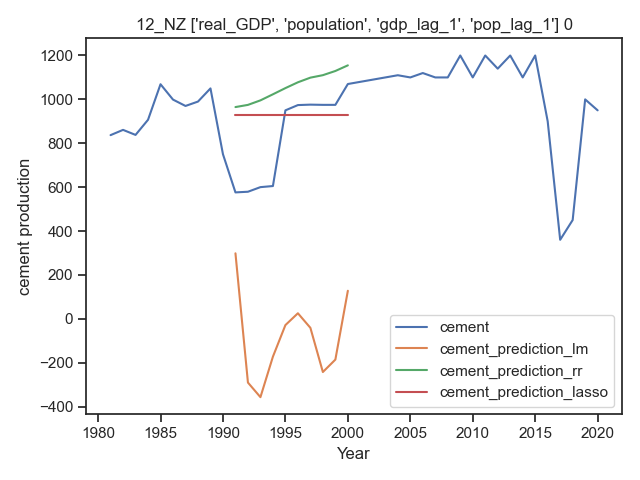 12_NZ ['real_GDP', 'population', 'gdp_lag_1', 'pop_lag_1'] 0
cement production
1200
1000
800
600
400
200
0
−200
−400
cement
cement_prediction_lm
cement_prediction_rr
cement_prediction_lasso
1980 1985 1990 1995 2000 2005 2010 2015 2020
Year